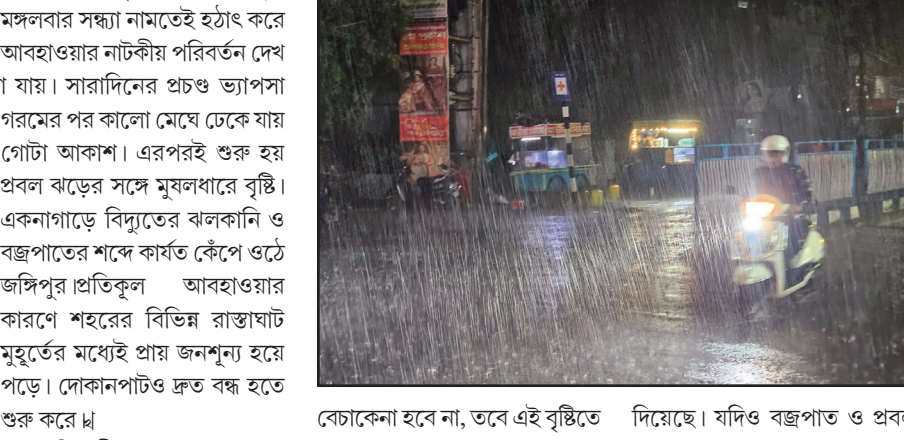 মঙ্গলবার সন্ধ্যা নামতেই হঠাৎ করে
আবহাওয়ার নাটকীয় পরিবর্তন দেখ
া যায়। সারাদিনের প্রচণ্ড ভ্যাপসা
গরমের পর কালো মেঘে ঢেকে যায়
গোটা আকাশ। এরপরই শুরু হয়
প্রবল ঝড়ের সঙ্গে মুষলধারে বৃষ্টি।
একনাগাড়ে বিদ্যুতের ঝলকানি ও
বজ্রপাতের শব্দে কার্যত কেঁপে ওঠে
জঙ্গিপুর।প্রতিকূল আবহাওয়ার
কারণে শহরের বিভিন্ন রাস্তাঘাট
মুহূর্তের মধ্যেই প্রায় জনশূন্য হয়ে
পড়ে। দোকানপাটও দ্রুত বন্ধ হতে
শুরু করে
বেচাকেনা হবে না, তবে এই বৃষ্টিতে
দিয়েছে। যদিও বজ্রপাত ও প্রবল